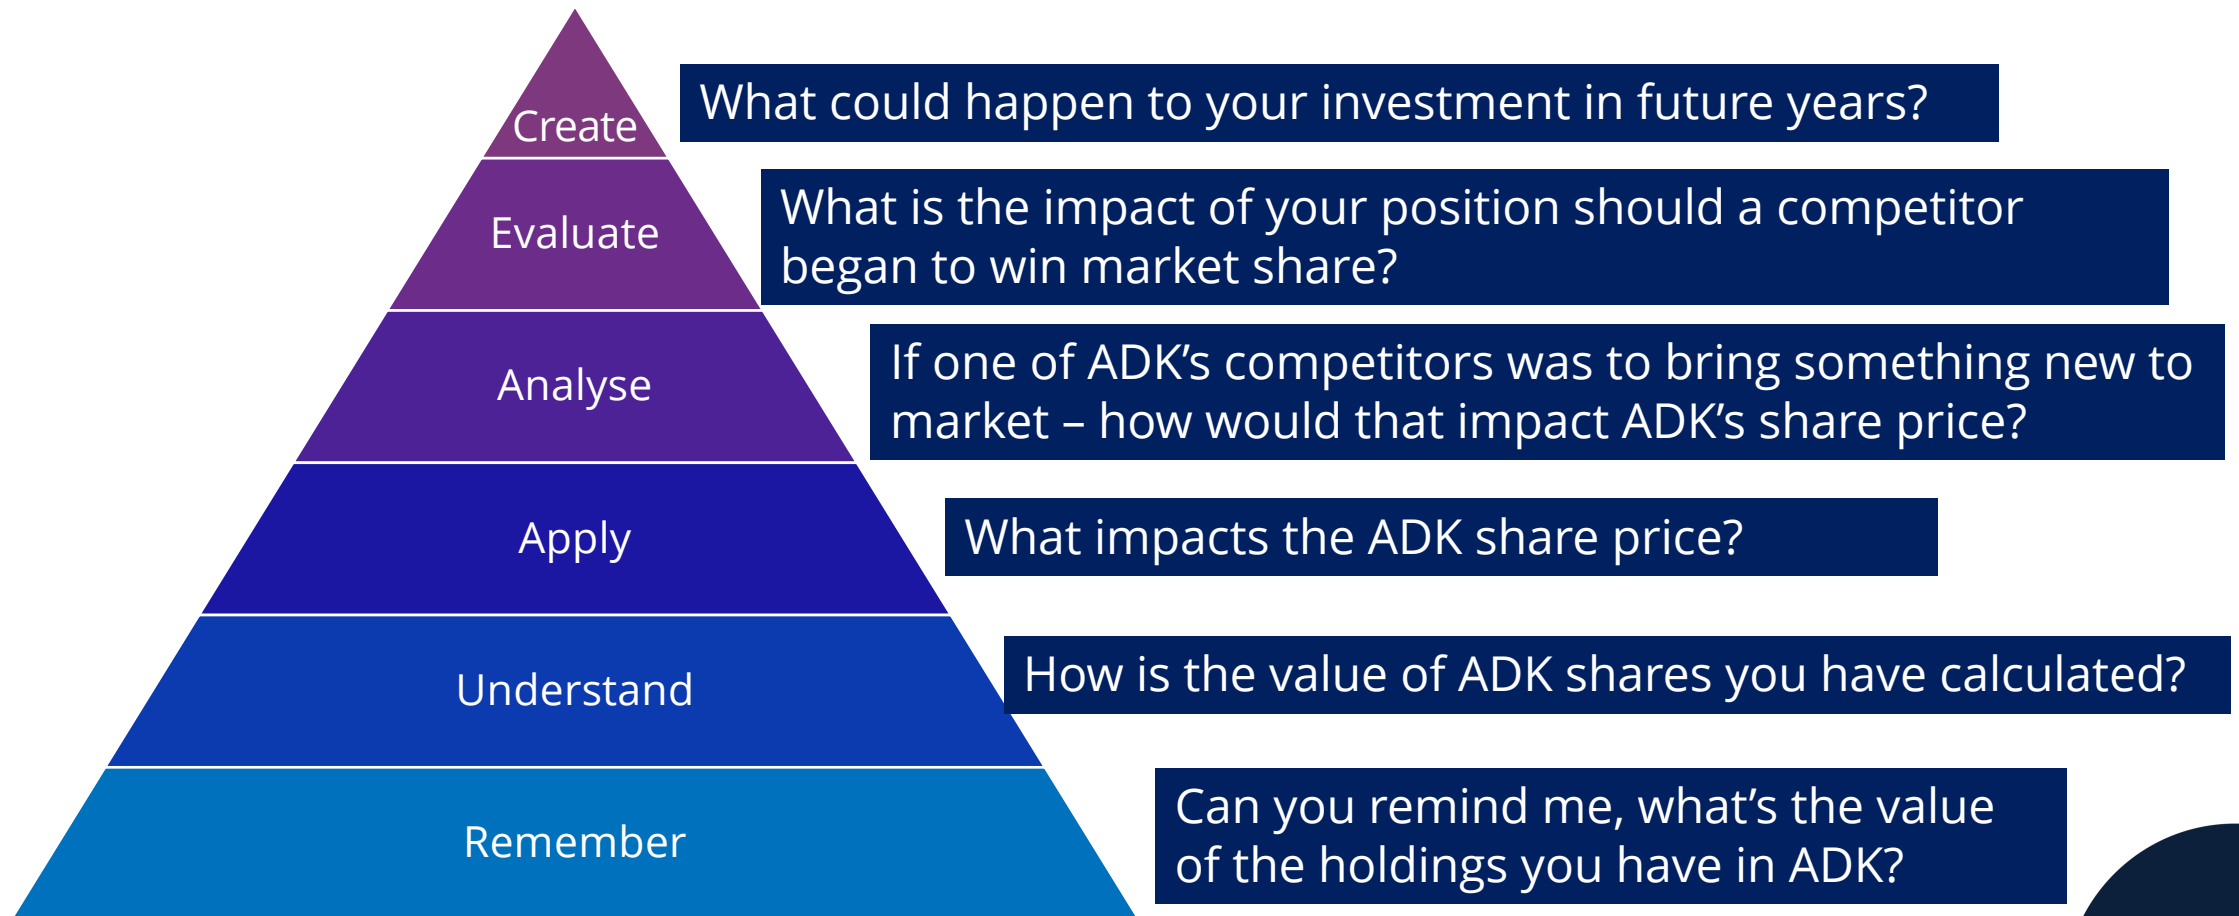 Create
What could happen to your investment in future years?
Evaluate
What is the impact of your position should a competitor
began to win market share?
Analyse
If one of ADK’s competitors was to bring something new to
market – how would that impact ADK’s share price?
Apply
What impacts the ADK share price?
Understand
How is the value of ADK shares you have calculated?
Remember
Can you remind me, what’s the value
of the holdings you have in ADK?